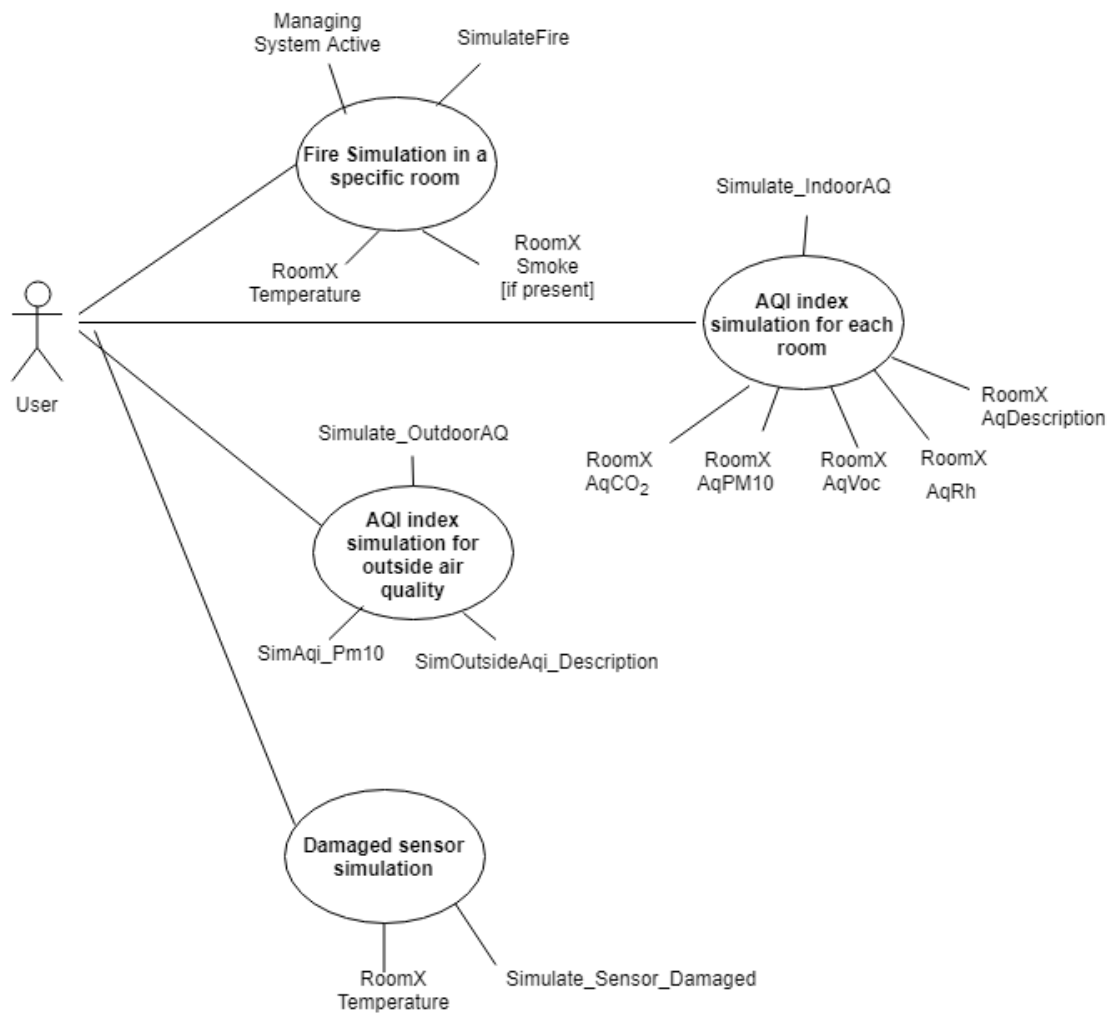 Managing
System Active
SimulateFire
Fire Simulation in a
specific room
RoomX
Temperature
RoomX
Smoke
[if present]
Simulate_IndoorAQ
AQI index
simulation for each
room
RoomX
AqDescription
RoomX
AqCO₂
RoomX
AqPM10
RoomX
AqVoc
RoomX
AqRh
User
Simulate_OutdoorAQ
AQI index
simulation for
outside air
quality
SimAqi_Pm10
SimOutsideAqi_Description
Damaged sensor
simulation
RoomX
Temperature
Simulate_Sensor_Damaged